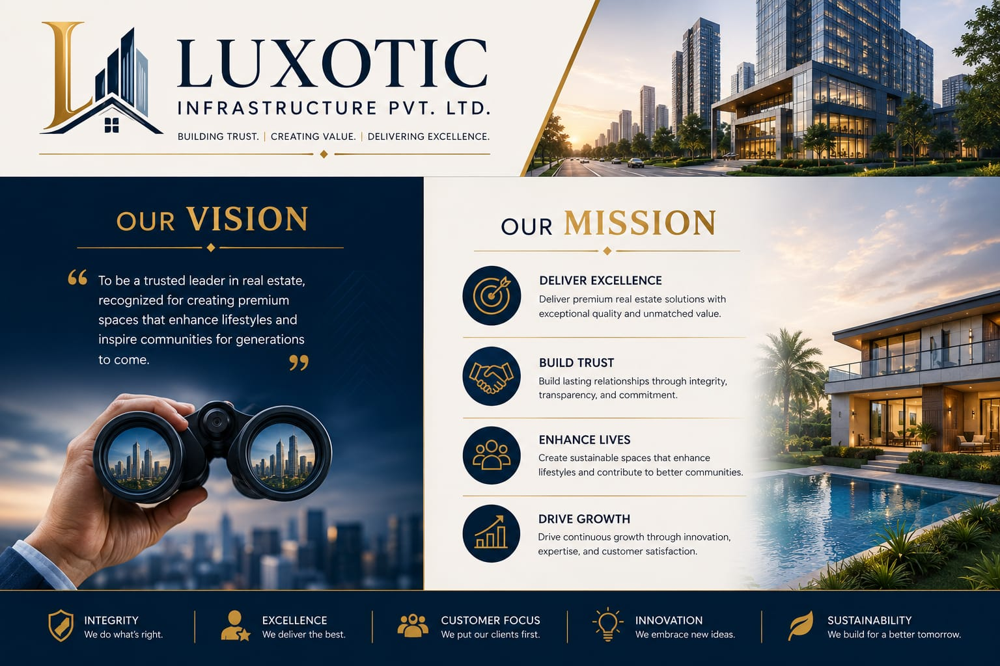 LUXOTIC
INFRASTRUCTURE PVT. LTD.
BUILDING TRUST. | CREATING VALUE. | DELIVERING EXCELLENCE.
OUR VISION
“ To be a trusted leader in real estate,
recognized for creating premium
spaces that enhance lifestyles and
inspire communities for generations
to come. ”
OUR MISSION
DELIVER EXCELLENCE
Deliver premium real estate solutions with
exceptional quality and unmatched value.
BUILD TRUST
Build lasting relationships through integrity,
transparency, and commitment.
ENHANCE LIVES
Create sustainable spaces that enhance
lifestyles and contribute to better communities.
DRIVE GROWTH
Drive continuous growth through innovation,
expertise, and customer satisfaction.
INTEGRITY
We do what's right.
EXCELLENCE
We deliver the best.
CUSTOMER FOCUS
We put our clients first.
INNOVATION
We embrace new ideas.
SUSTAINABILITY
We build for a better tomorrow.